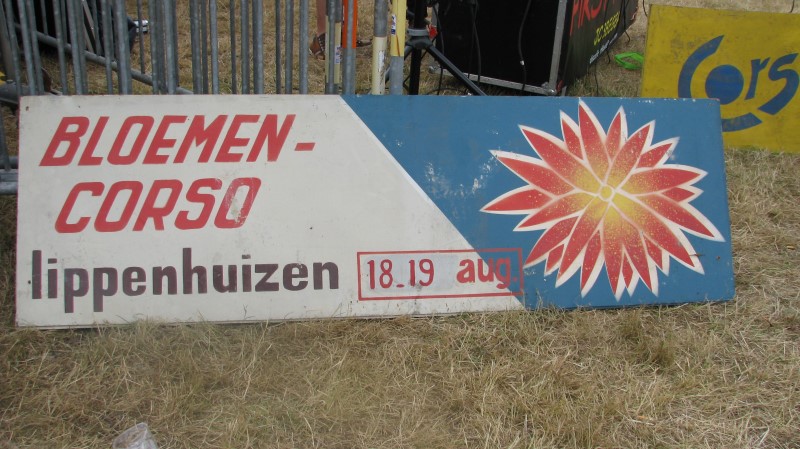 BLOEMEN-
CORSO
lippenhuizen
18-19 aug.
Cors